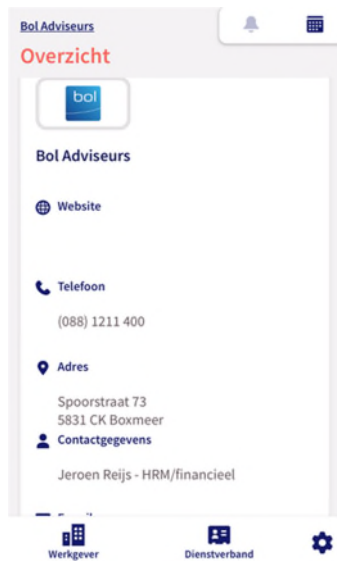 Bol Adviseurs
Overzicht
bol
Bol Adviseurs
Website
Telefoon
(088) 1211 400
Adres
Spoorstraat 73
5831 CK Boxmeer
Contactgegevens
Jeroen Reijs - HRM/financieel
Werkgever
Dienstverband